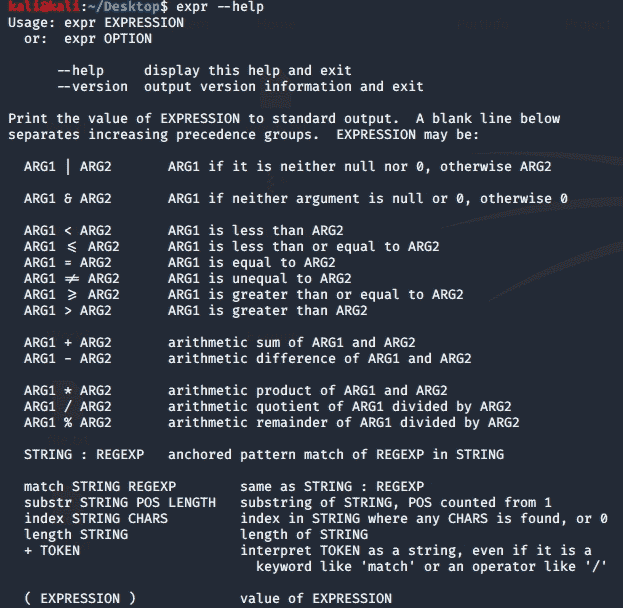 kali@kali:~/Desktop$ expr --help
Usage: expr EXPRESSION
  or:  expr OPTION

      --help     display this help and exit
      --version  output version information and exit

Print the value of EXPRESSION to standard output.  A blank line below
separates increasing precedence groups.  EXPRESSION may be:

  ARG1 | ARG2       ARG1 if it is neither null nor 0, otherwise ARG2

  ARG1 & ARG2       ARG1 if neither argument is null or 0, otherwise 0

  ARG1 < ARG2       ARG1 is less than ARG2
  ARG1 ≤ ARG2       ARG1 is less than or equal to ARG2
  ARG1 = ARG2       ARG1 is equal to ARG2
  ARG1 ≠ ARG2       ARG1 is unequal to ARG2
  ARG1 ≥ ARG2       ARG1 is greater than or equal to ARG2
  ARG1 > ARG2       ARG1 is greater than ARG2

  ARG1 + ARG2       arithmetic sum of ARG1 and ARG2
  ARG1 - ARG2       arithmetic difference of ARG1 and ARG2

  ARG1 * ARG2       arithmetic product of ARG1 and ARG2
  ARG1 / ARG2       arithmetic quotient of ARG1 divided by ARG2
  ARG1 % ARG2       arithmetic remainder of ARG1 divided by ARG2

  STRING : REGEXP   anchored pattern match of REGEXP in STRING

  match STRING REGEXP        same as STRING : REGEXP
  substr STRING POS LENGTH   substring of STRING, POS counted from 1
  index STRING CHARS         index in STRING where any CHARS is found, or 0
  length STRING              length of STRING
  + TOKEN                    interpret TOKEN as a string, even if it is a
                               keyword like 'match' or an operator like '/'

  ( EXPRESSION )             value of EXPRESSION